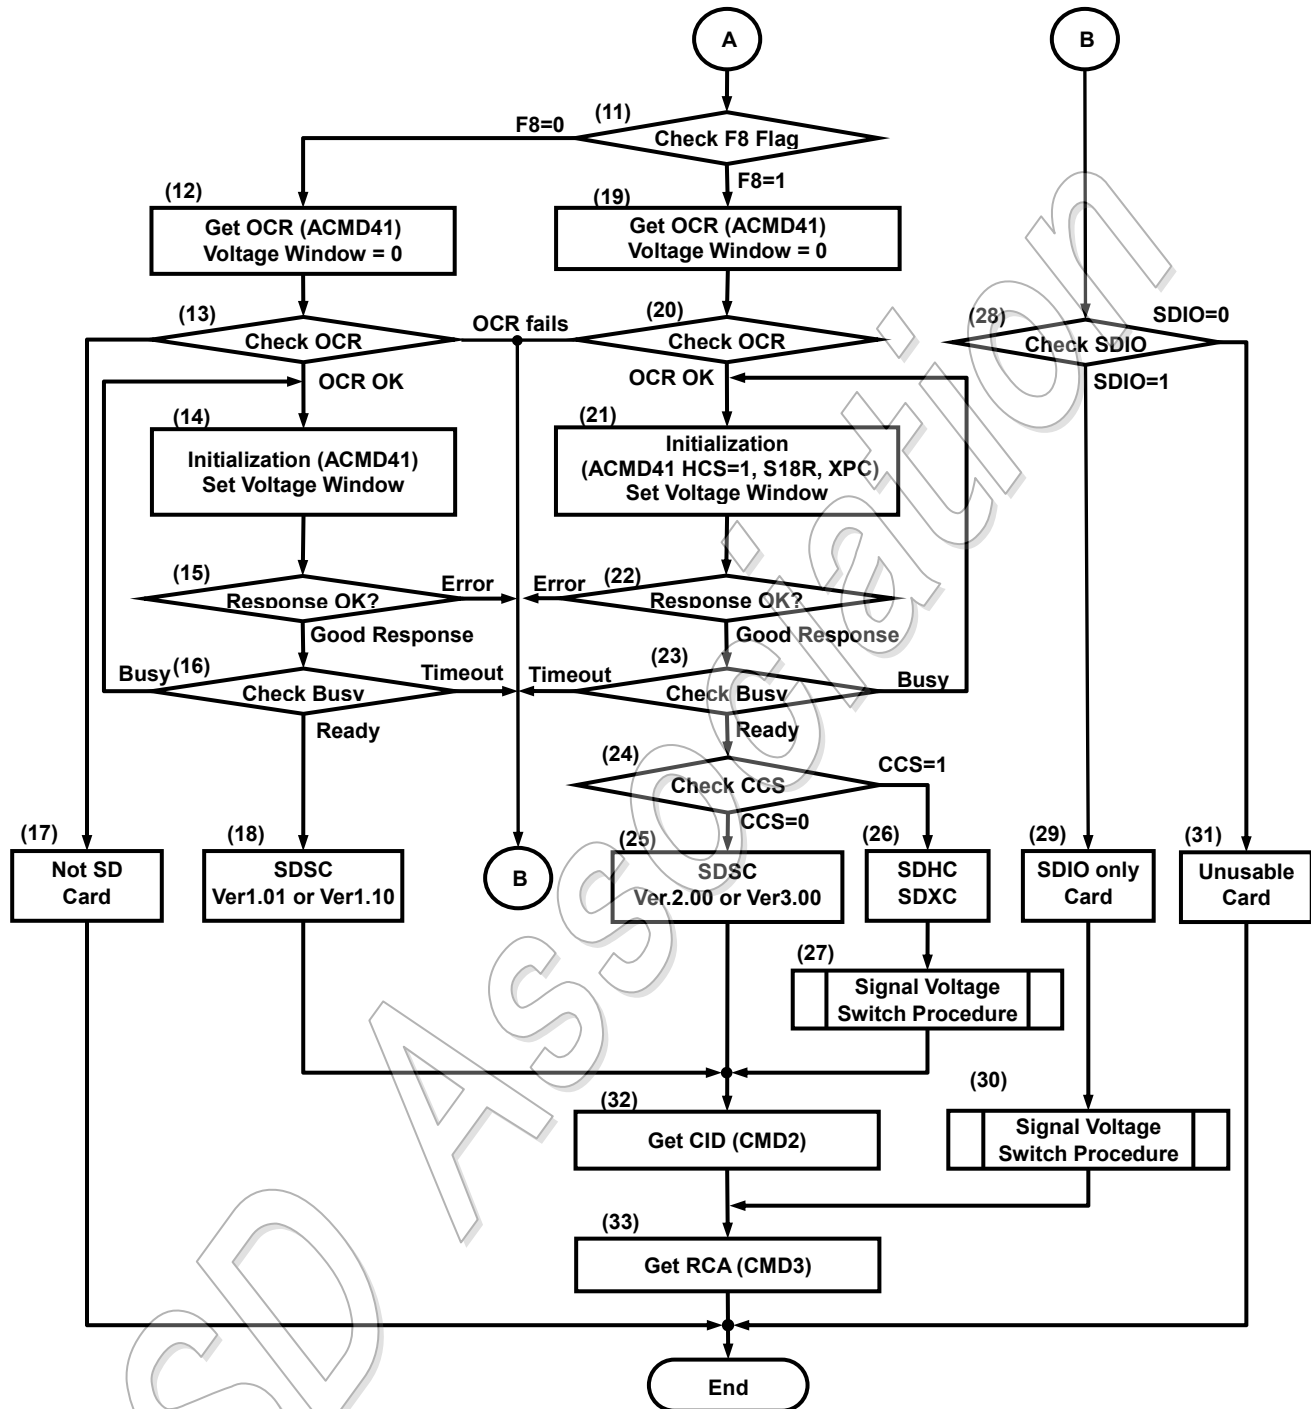 A
B
(11)
F8=0
Check F8 Flag
F8=1
(12)
Get OCR (ACMD41)
Voltage Window = 0
(19)
Get OCR (ACMD41)
Voltage Window = 0
(13)
Check OCR
OCR fails
(20)
Check OCR
(28)
Check SDIO
SDIO=0
SDIO=1
OCR OK
OCR OK
(14)
Initialization (ACMD41)
Set Voltage Window
(21)
Initialization
(ACMD41 HCS=1, S18R, XPC)
Set Voltage Window
(15)
Response OK?
Error
Error
(22)
Response OK?
Good Response
Good Response
Busy
(16)
Check Busy
Timeout
Timeout
(23)
Check Busy
Busy
Ready
Ready
(24)
Check CCS
CCS=1
CCS=0
(17)
Not SD
Card
(18)
SDSC
Ver1.01 or Ver1.10
B
(25)
SDSC
Ver.2.00 or Ver3.00
(26)
SDHC
SDXC
(29)
SDIO only
Card
(31)
Unusable
Card
(27)
Signal Voltage
Switch Procedure
(30)
Signal Voltage
Switch Procedure
(32)
Get CID (CMD2)
(33)
Get RCA (CMD3)
End
SD Association